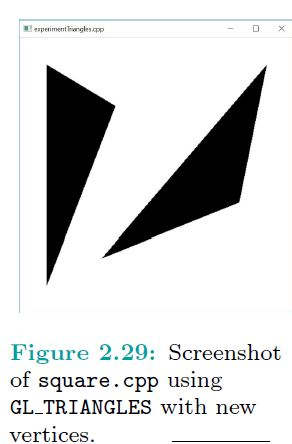 experimentTriangles.cpp
Figure 2.29: Screenshot
of square.cpp using
GL_TRIANGLES with new
vertices.